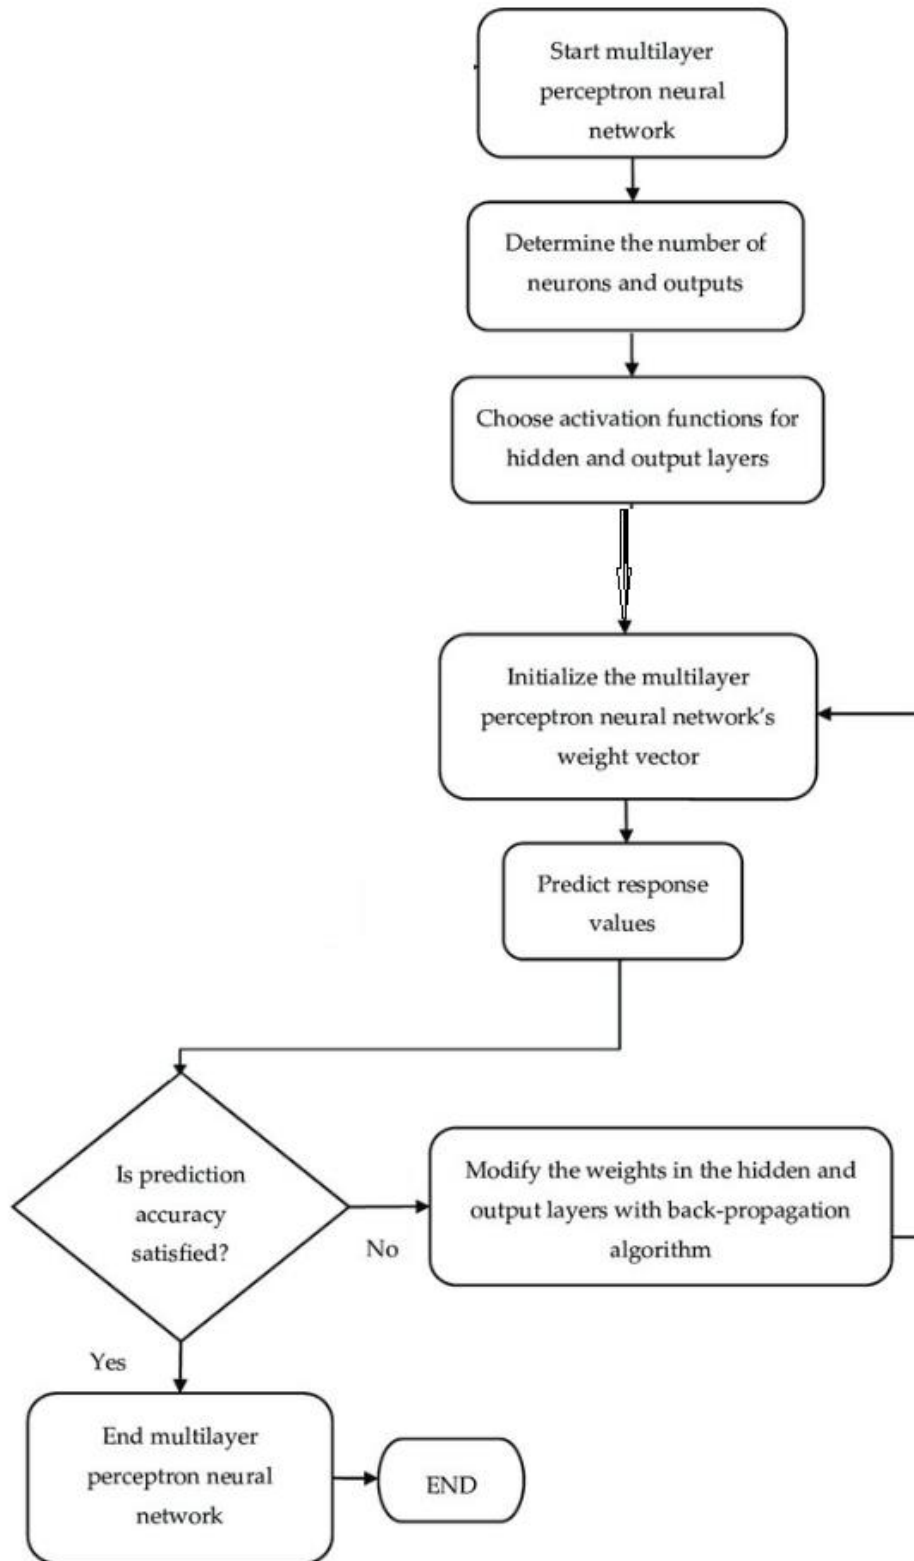 Start multilayer
perceptron neural
network
Determine the number of
neurons and outputs
Choose activation functions for
hidden and output layers
Initialize the multilayer
perceptron neural network’s
weight vector
Predict response
values
Is prediction
accuracy
satisfied?
No
Modify the weights in the hidden and
output layers with back-propagation
algorithm
Yes
End multilayer
perceptron neural
network
END